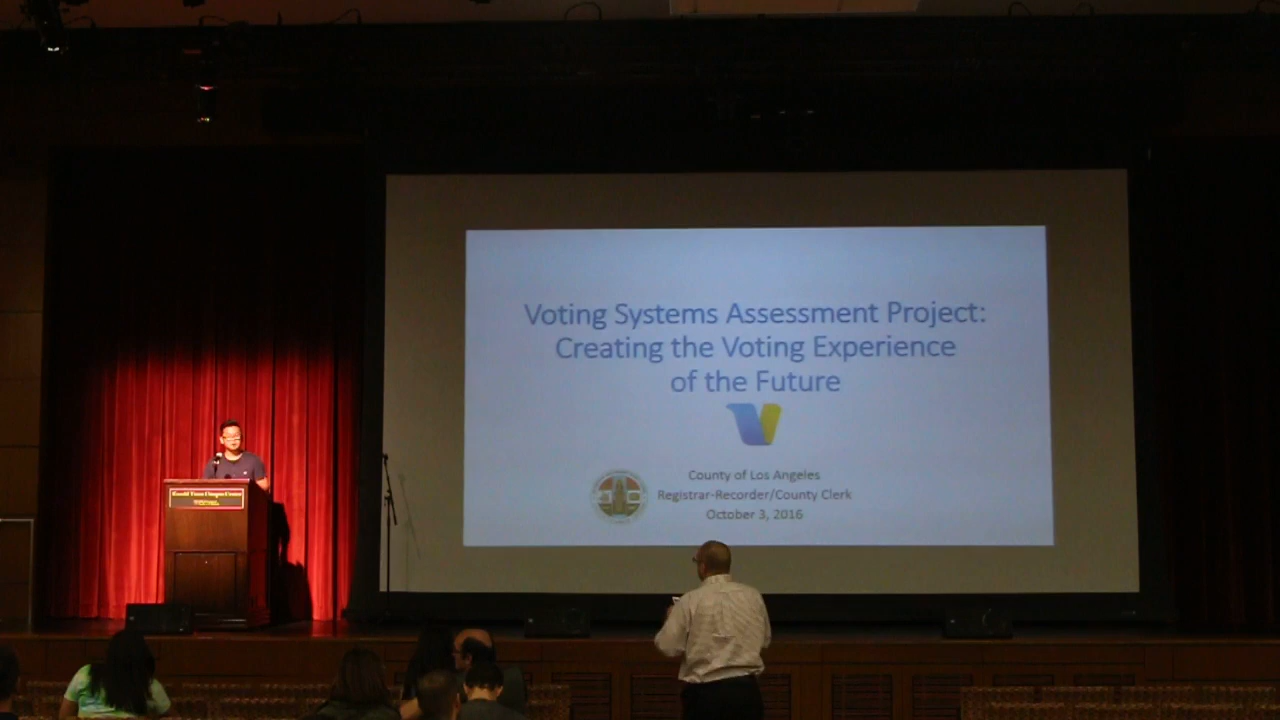 Voting Systems Assessment Project:
Creating the Voting Experience
of the Future
County of Los Angeles
Registrar-Recorder/County Clerk
October 3, 2016